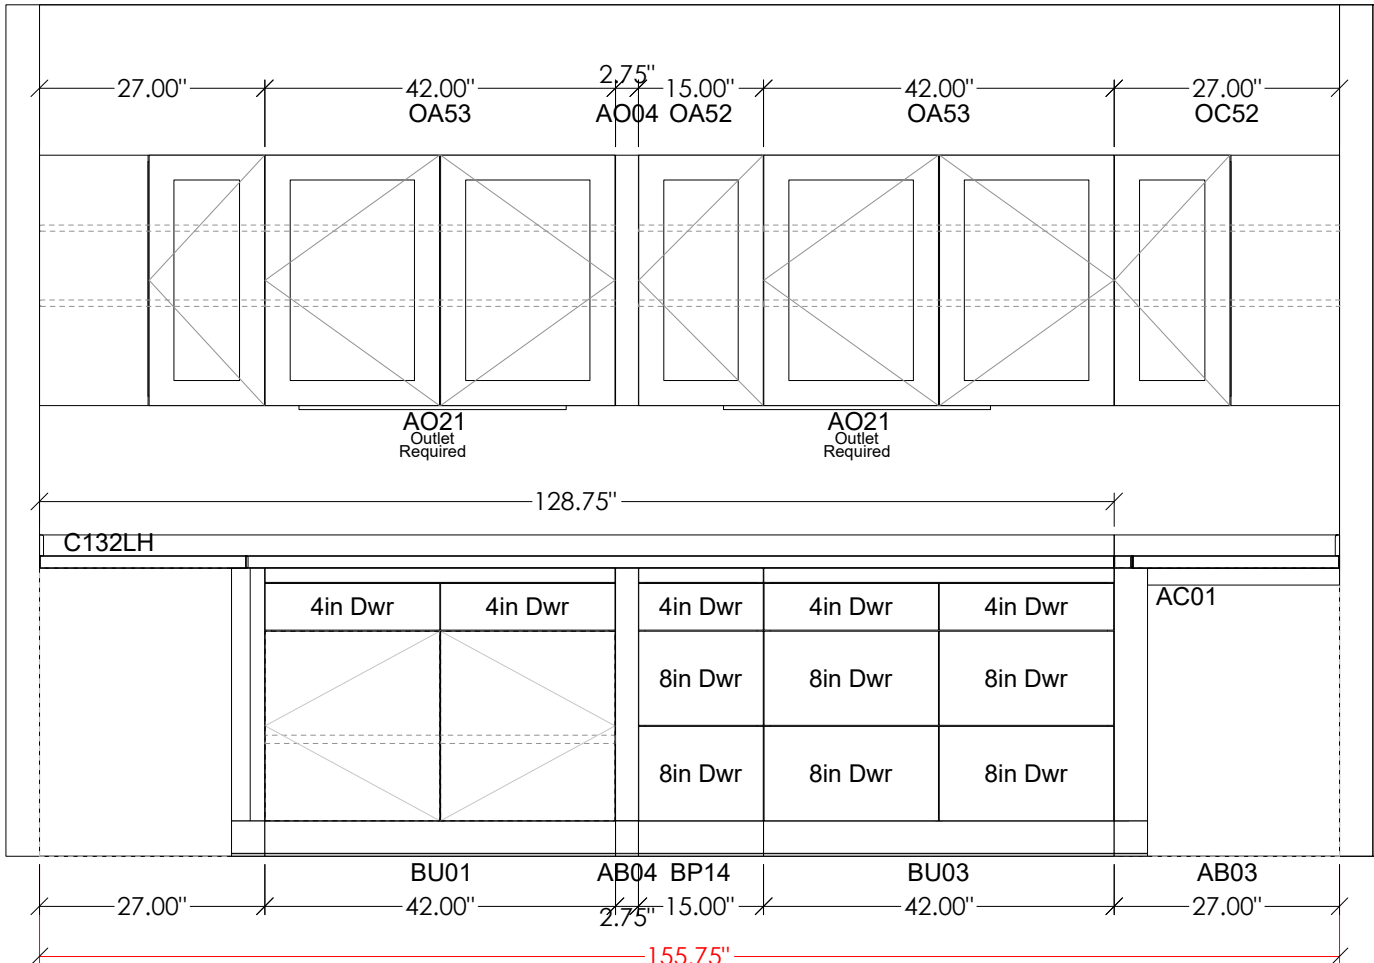 27.00" 42.00" 2.75" 15.00" 42.00" 27.00"
OA53 AO04 OA52 OA53 OC52
AO21 AO21
Outlet Outlet
Required Required
128.75"
C132LH
4in Dwr 4in Dwr 4in Dwr 4in Dwr 4in Dwr
AC01
8in Dwr 8in Dwr 8in Dwr
8in Dwr 8in Dwr 8in Dwr
BU01 AB04 BP14 BU03 AB03
27.00" 42.00" 2.75" 15.00" 42.00" 27.00"
155.75"